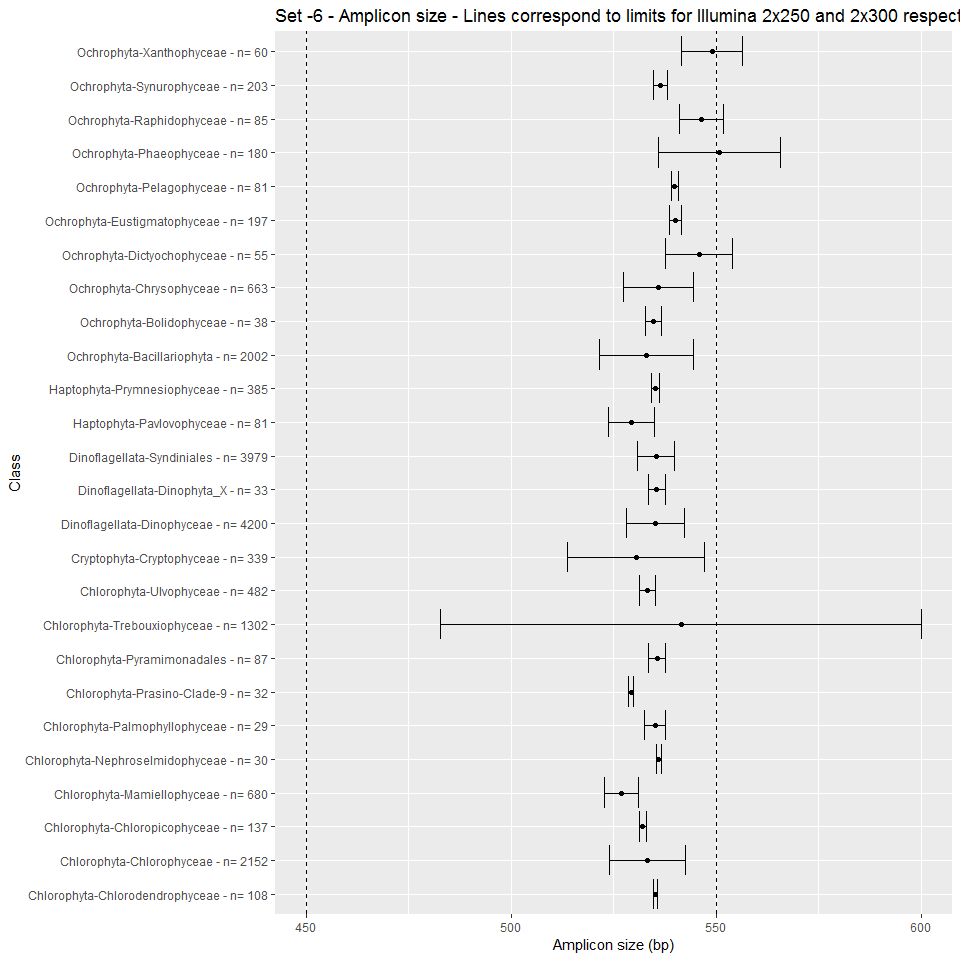 Set -6 - Amplicon size - Lines correspond to limits for Illumina 2x250 and 2x300 respect
Class
Ochrophyta-Xanthophyceae - n= 60
Ochrophyta-Synurophyceae - n= 203
Ochrophyta-Raphidophyceae - n= 85
Ochrophyta-Phaeophyceae - n= 180
Ochrophyta-Pelagophyceae - n= 81
Ochrophyta-Eustigmatophyceae - n= 197
Ochrophyta-Dictyochophyceae - n= 55
Ochrophyta-Chrysophyceae - n= 663
Ochrophyta-Bolidophyceae - n= 38
Ochrophyta-Bacillariophyta - n= 2002
Haptophyta-Prymnesiophyceae - n= 385
Haptophyta-Pavlovophyceae - n= 81
Dinoflagellata-Syndiniales - n= 3979
Dinoflagellata-Dinophyta_X - n= 33
Dinoflagellata-Dinophyceae - n= 4200
Cryptophyta-Cryptophyceae - n= 339
Chlorophyta-Ulvophyceae - n= 482
Chlorophyta-Trebouxiophyceae - n= 1302
Chlorophyta-Pyramimonadales - n= 87
Chlorophyta-Prasino-Clade-9 - n= 32
Chlorophyta-Palmophyllophyceae - n= 29
Chlorophyta-Nephroselmidophyceae - n= 30
Chlorophyta-Mamiellophyceae - n= 680
Chlorophyta-Chloropicophyceae - n= 137
Chlorophyta-Chlorophyceae - n= 2152
Chlorophyta-Chlorodendrophyceae - n= 108
450 500 550 600
Amplicon size (bp)